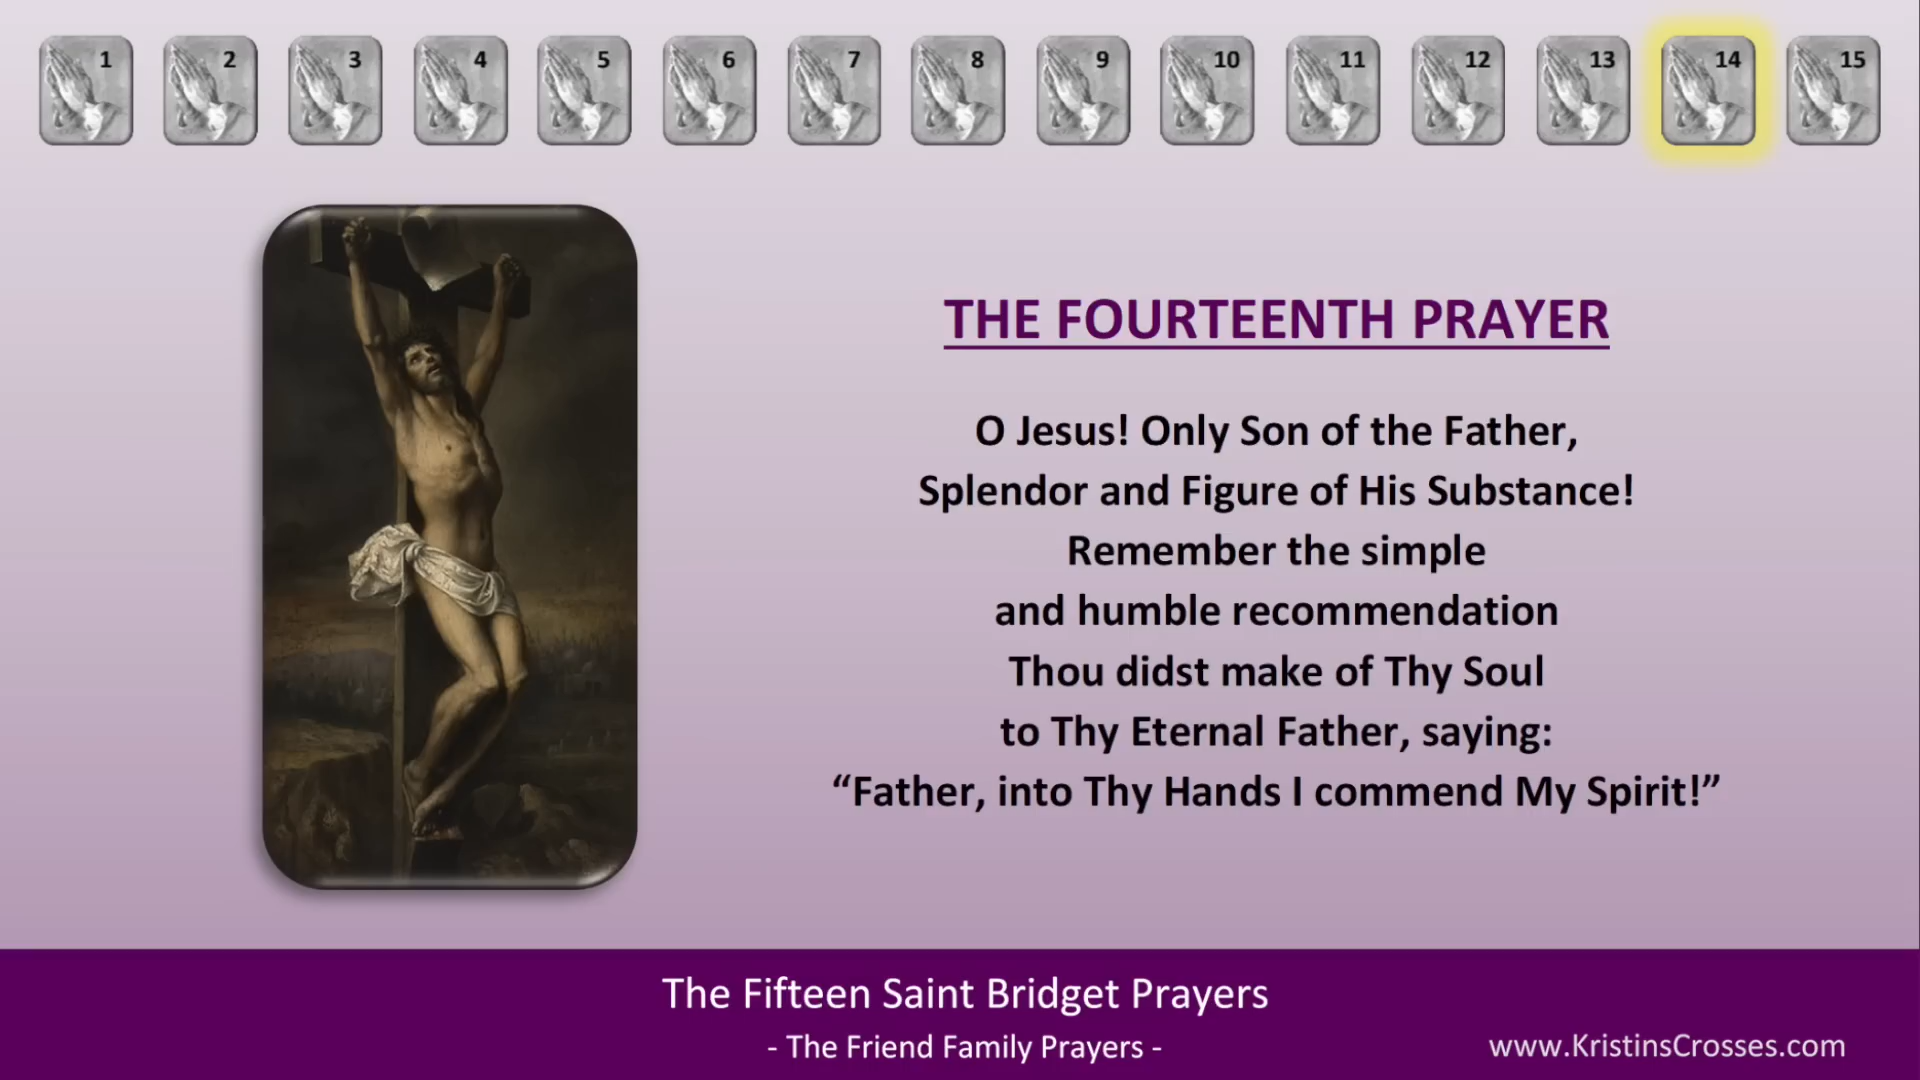 1 2 3 4 5 6 7 8 9 10 11 12 13 14 15
THE FOURTEENTH PRAYER
O Jesus! Only Son of the Father,
Splendor and Figure of His Substance!
Remember the simple
and humble recommendation
Thou didst make of Thy Soul
to Thy Eternal Father, saying:
“Father, into Thy Hands I commend My Spirit!”
The Fifteen Saint Bridget Prayers
- The Friend Family Prayers -
www.KristinsCrosses.com